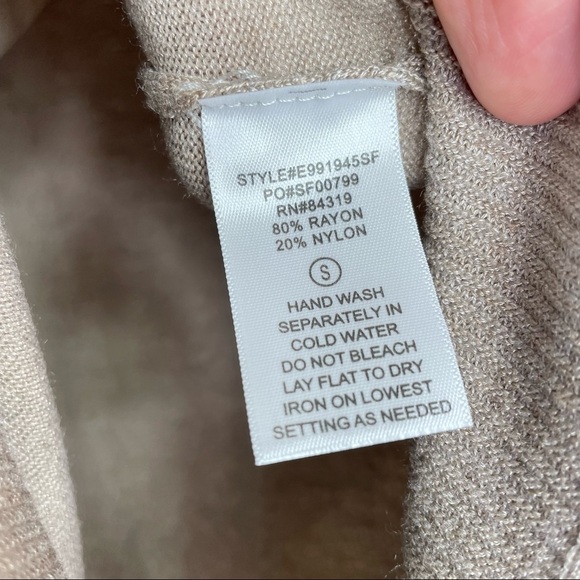 STYLE#E991945SF
PO#SF00799
RN#84319
80% RAYON
20% NYLON
S
HAND WASH
SEPARATELY IN
COLD WATER
DO NOT BLEACH
LAY FLAT TO DRY
IRON ON LOWEST
SETTING AS NEEDED